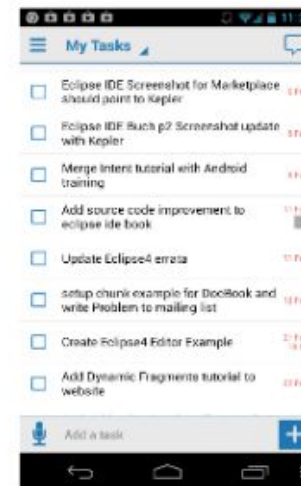 My Tasks
Eclipse IDE Screenshot for Marketplace
should point to Kepler
Eclipse IDE Buch p2 Screenshot update
with Kepler
Merge Intent tutorial with Android
training
Add source code improvement to
eclipse ide book
Update Eclipse4 errata
setup chunk example for DocBook and
write Problem to mailing list
Create Eclipse4 Editor Example
Add Dynamic Fragments tutorial to
website
Add a task